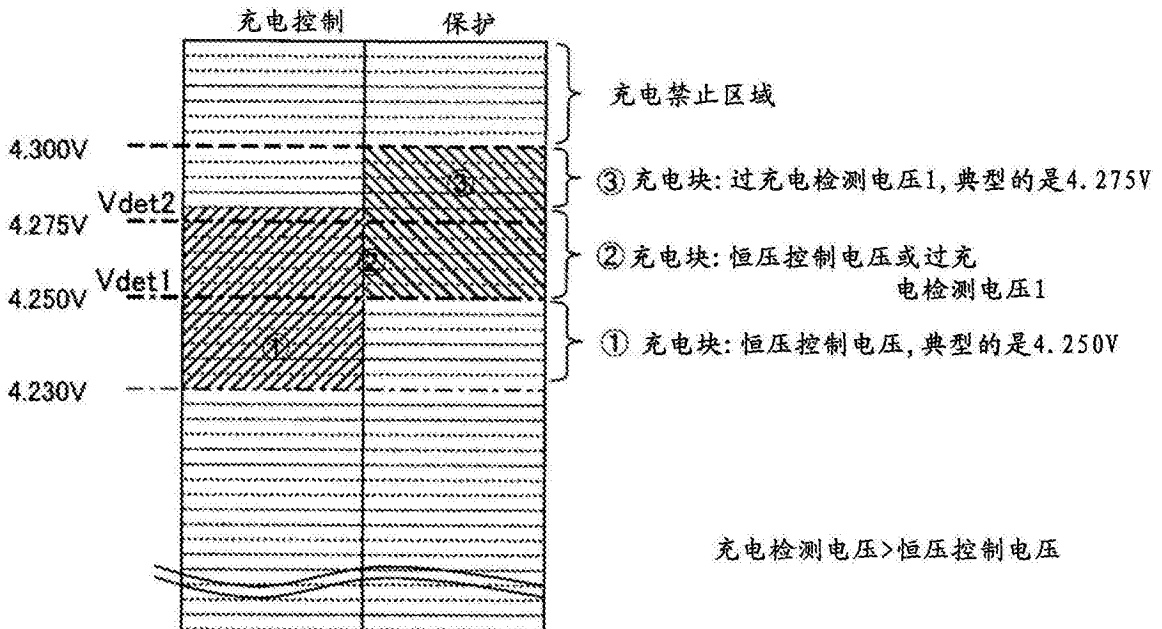 充电控制 保护
充电禁止区域
4.300V
③
③充电块:过充电检测电压1,典型的是4.275V
Vdet2
4.275V
②
②充电块:恒压控制电压或过充
电检测电压1
Vdet1
4.250V
①
① 充电块:恒压控制电压,典型的是4.250V
4.230V
充电检测电压>恒压控制电压